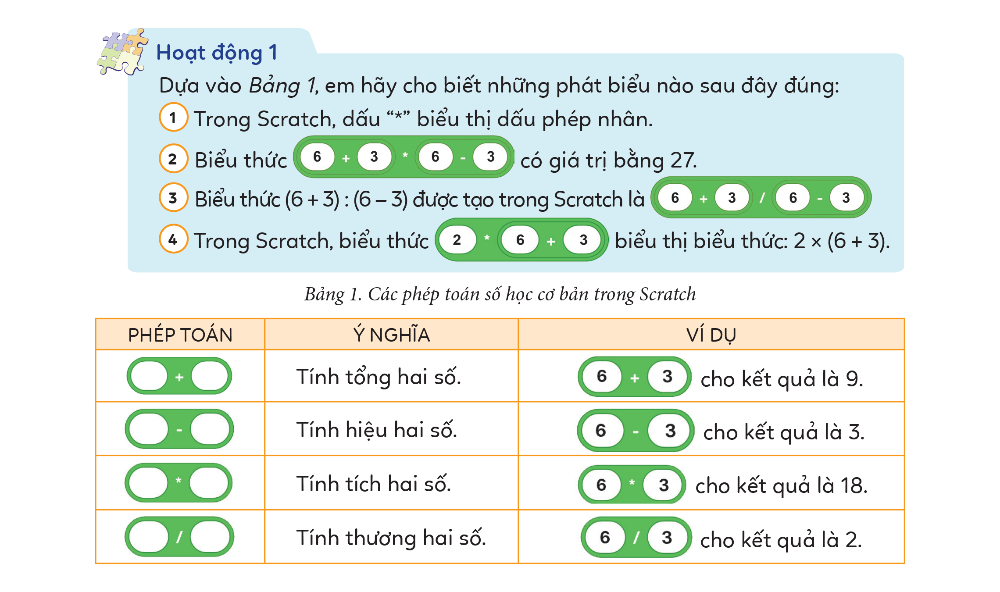 Hoạt động 1
Dựa vào Bảng 1, em hãy cho biết những phát biểu nào sau đây đúng:
1 Trong Scratch, dấu “*” biểu thị dấu phép nhân.
2 Biểu thức 6 + 3 * 6 - 3 có giá trị bằng 27.
3 Biểu thức (6 + 3) : (6 – 3) được tạo trong Scratch là 6 + 3 / 6 - 3
4 Trong Scratch, biểu thức 2 * 6 + 3 biểu thị biểu thức: 2 × (6 + 3).
Bảng 1. Các phép toán số học cơ bản trong Scratch
PHÉP TOÁN Ý NGHĨA VÍ DỤ
+ Tính tổng hai số. 6 + 3 cho kết quả là 9.
- Tính hiệu hai số. 6 - 3 cho kết quả là 3.
* Tính tích hai số. 6 * 3 cho kết quả là 18.
/ Tính thương hai số. 6 / 3 cho kết quả là 2.